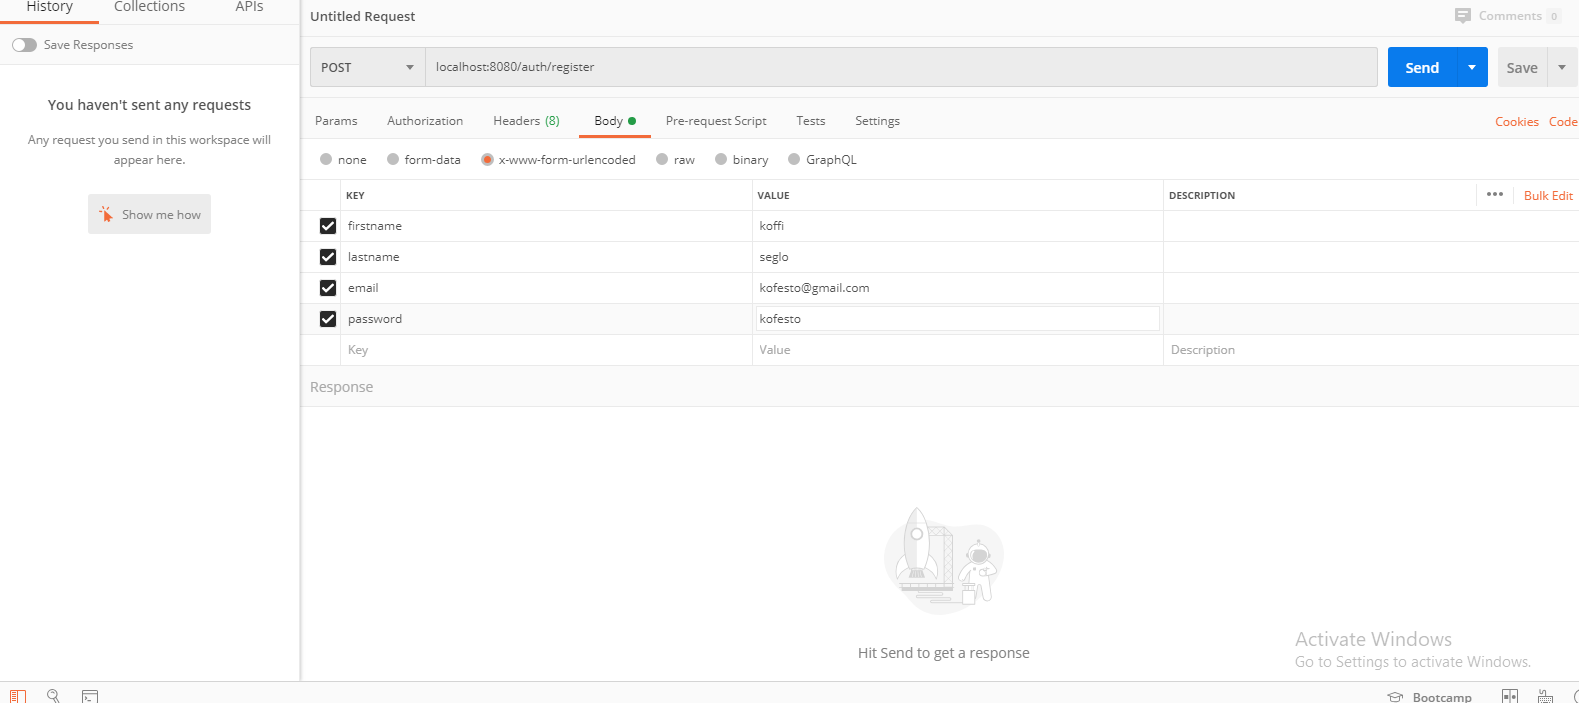 History Collections APIs
Save Responses
You haven't sent any requests
Any request you send in this workspace will
appear here.
Show me how
Untitled Request
Comments 0
POST localhost:8080/auth/register Send Save
Params Authorization Headers (8) Body Pre-request Script Tests Settings Cookies Code
none form-data x-www-form-urlencoded raw binary GraphQL
KEY VALUE DESCRIPTION ••• Bulk Edit
firstname koffi
lastname seglo
email kofesto@gmail.com
password kofesto
Key Value Description
Response
Hit Send to get a response
Activate Windows
Go to Settings to activate Windows.
Bootcamp